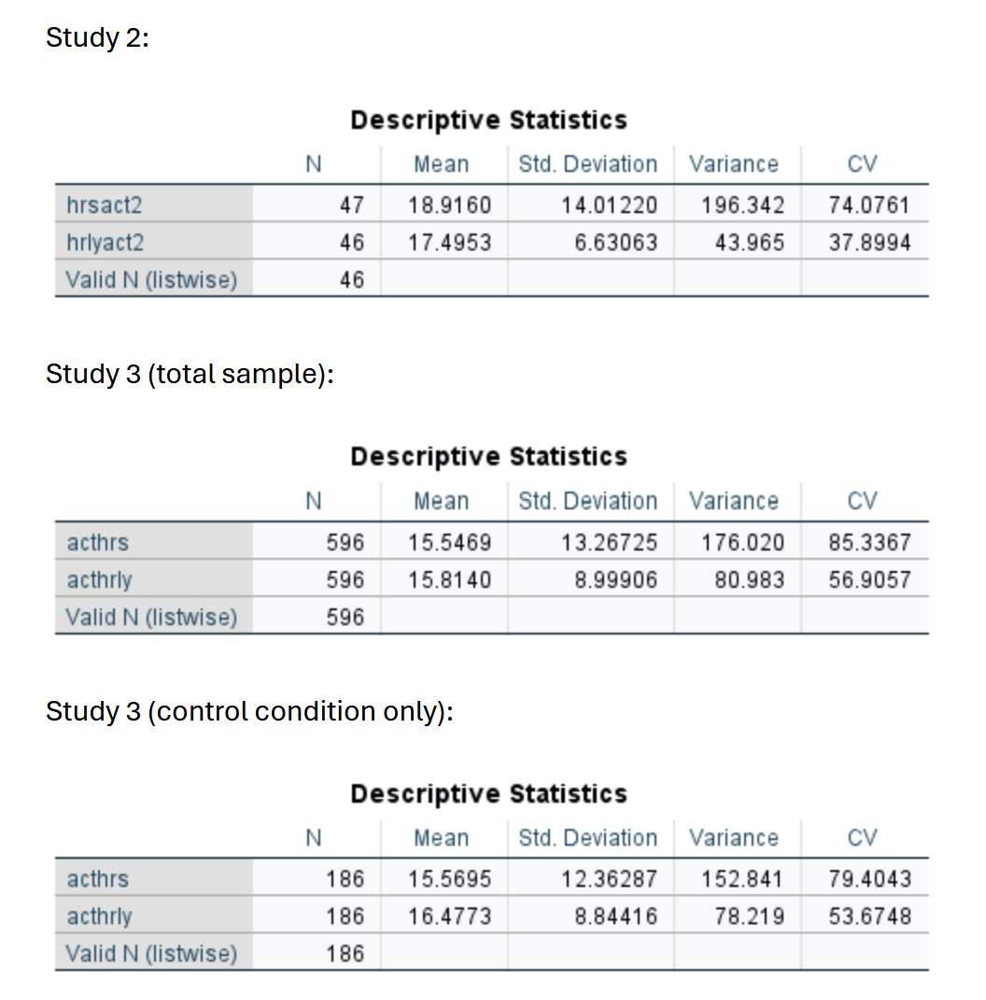 Study 2:
Descriptive Statistics
N Mean Std. Deviation Variance CV
hrsact2 47 18.9160 14.01220 196.342 74.0761
hrlyact2 46 17.4953 6.63063 43.965 37.8994
Valid N (listwise) 46
Study 3 (total sample):
Descriptive Statistics
N Mean Std. Deviation Variance CV
acthrs 596 15.5469 13.26725 176.020 85.3367
acthrly 596 15.8140 8.99906 80.983 56.9057
Valid N (listwise) 596
Study 3 (control condition only):
Descriptive Statistics
N Mean Std. Deviation Variance CV
acthrs 186 15.5695 12.36287 152.841 79.4043
acthrly 186 16.4773 8.84416 78.219 53.6748
Valid N (listwise) 186